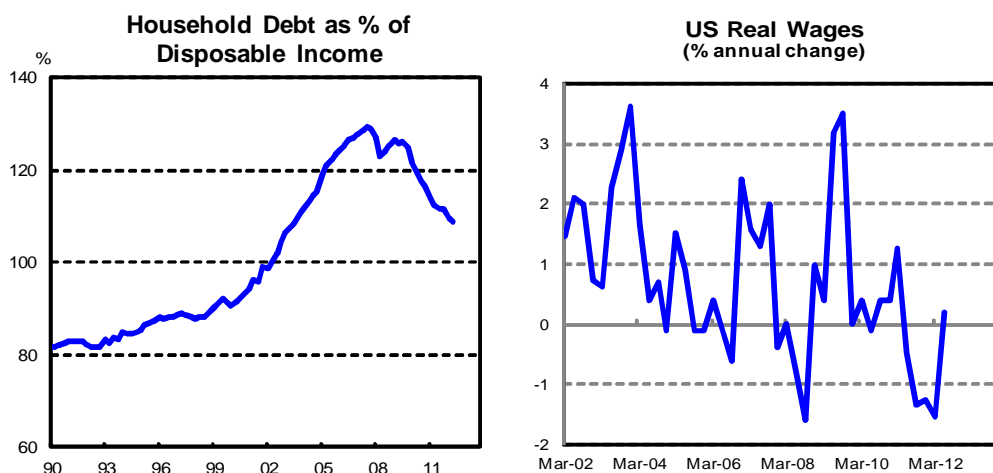 Household Debt as % of
Disposable Income
%
140
120
100
80
60
90 93 96 99 02 05 08 11
US Real Wages
(% annual change)
4
3
2
1
0
-1
-2
Mar-02 Mar-04 Mar-06 Mar-08 Mar-10 Mar-12